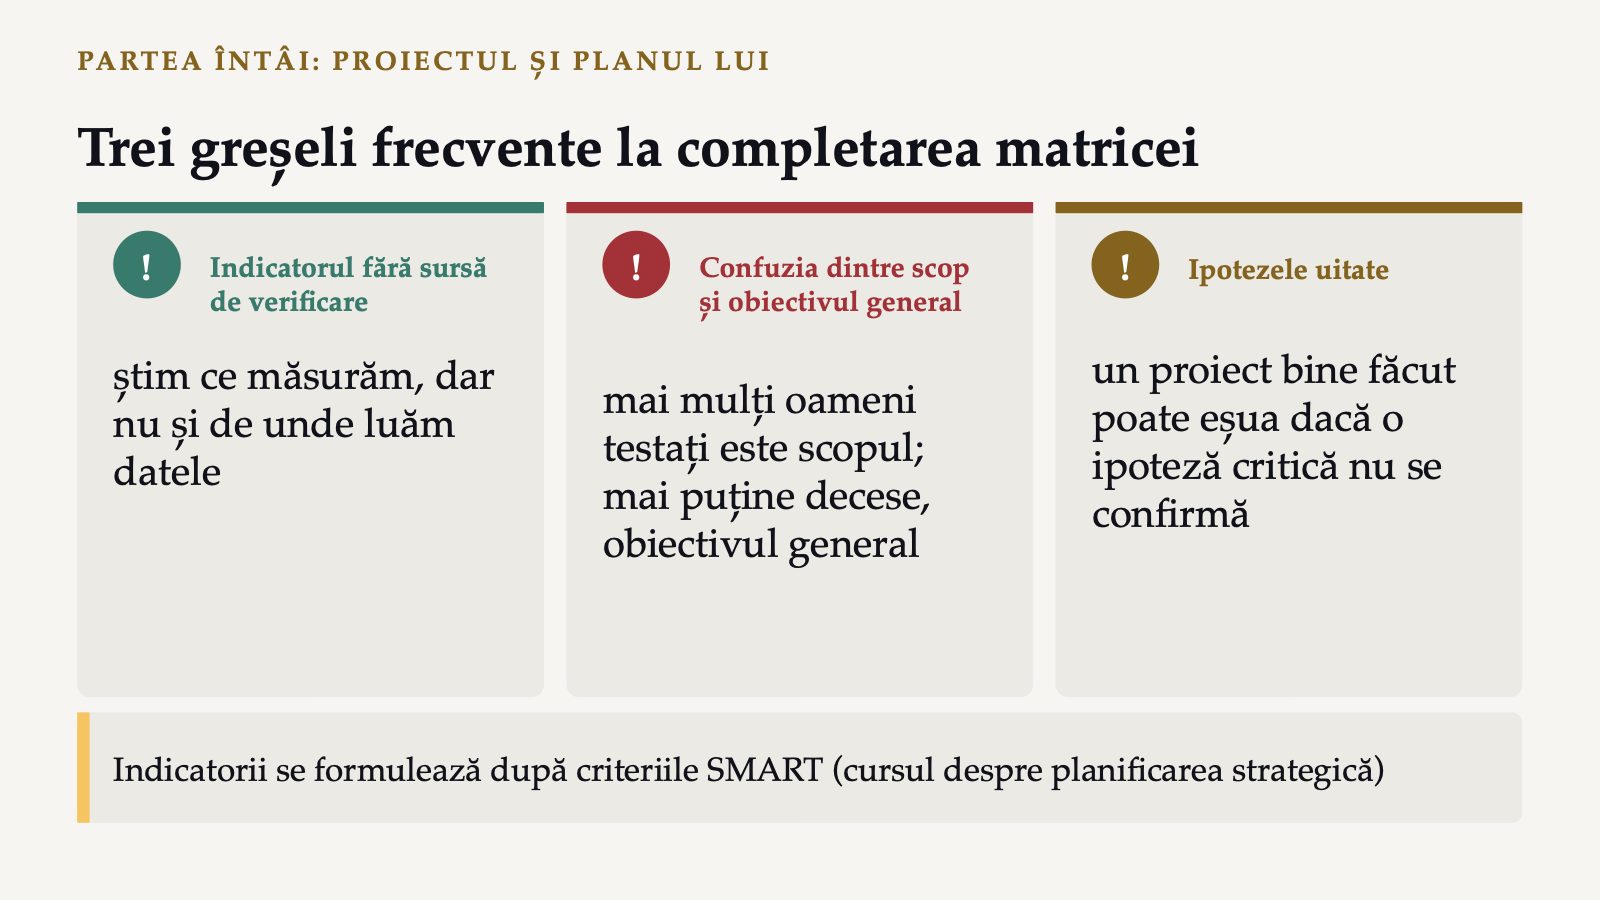 PARTEA ÎNTÂI: PROIECTUL ȘI PLANUL LUI
Trei greșeli frecvente la completarea matricei
!
Indicatorul fără sursă
de verificare
știm ce măsurăm, dar
nu și de unde luăm
datele
!
Confuzia dintre scop
și obiectivul general
mai mulți oameni
testați este scopul;
mai puține decese,
obiectivul general
!
Ipotezele uitate
un proiect bine făcut
poate eșua dacă o
ipoteză critică nu se
confirmă
Indicatorii se formulează după criteriile SMART (cursul despre planificarea strategică)